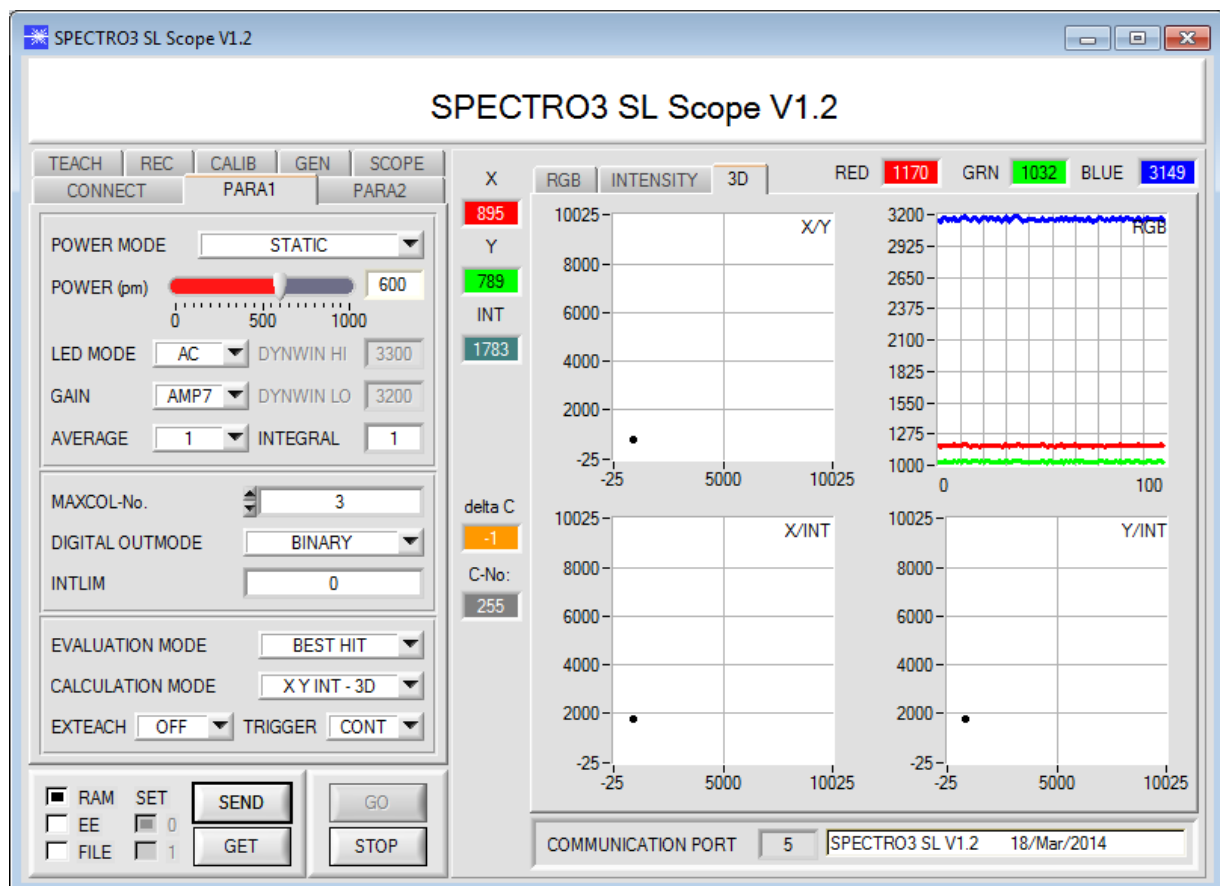 SPECTRO3 SL Scope V1.2
SPECTRO3 SL Scope V1.2
TEACH REC CALIB GEN SCOPE
CONNECT PARA1 PARA2
POWER MODE STATIC
POWER (pm) 600
0 500 1000
LED MODE AC DYNWIN HI 3300
GAIN AMP7 DYNWIN LO 3200
AVERAGE 1 INTEGRAL 1
MAXCOL-No. 3
DIGITAL OUTMODE BINARY
INTLIM 0
EVALUATION MODE BEST HIT
CALCULATION MODE X Y INT - 3D
EXTEACH OFF TRIGGER CONT
RAM SET
EE 0
FILE 1
SEND
GET
GO
STOP
X
895
Y
789
INT
1783
delta C
-1
C-No:
255
RGB INTENSITY 3D
RED 1170 GRN 1032 BLUE 3149
X/Y
10025
8000
6000
4000
2000
-25
-25 5000 10025
RGB
3200
2925
2650
2375
2100
1825
1550
1275
1000
0 100
X/INT
10025
8000
6000
4000
2000
-25
-25 5000 10025
Y/INT
10025
8000
6000
4000
2000
-25
-25 5000 10025
COMMUNICATION PORT 5 SPECTRO3 SL V1.2 18/Mar/2014